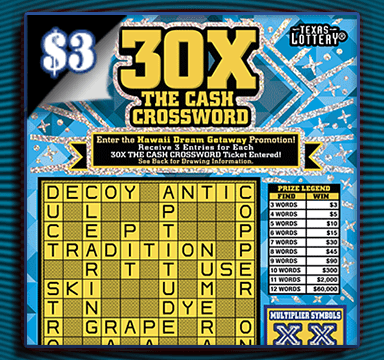 $3
30X
THE CASH
CROSSWORD
TEXAS
LOTTERY®
Enter the Hawaii Dream Getaway Promotion!
Receive 3 Entries for Each
30X THE CASH CROSSWORD Ticket Entered!
See Back for Drawing Information.
DECOY ANTIC
U L P O
C E P T P
TRADITION P
A R T USE
SKI I U M R
T N DYE
R GRAPE R O
PRIZE LEGEND
FIND WIN
3 WORDS $3
4 WORDS $5
5 WORDS $10
6 WORDS $15
7 WORDS $30
8 WORDS $45
9 WORDS $90
10 WORDS $300
11 WORDS $2,000
12 WORDS $60,000
MULTIPLIER SYMBOLS
X X